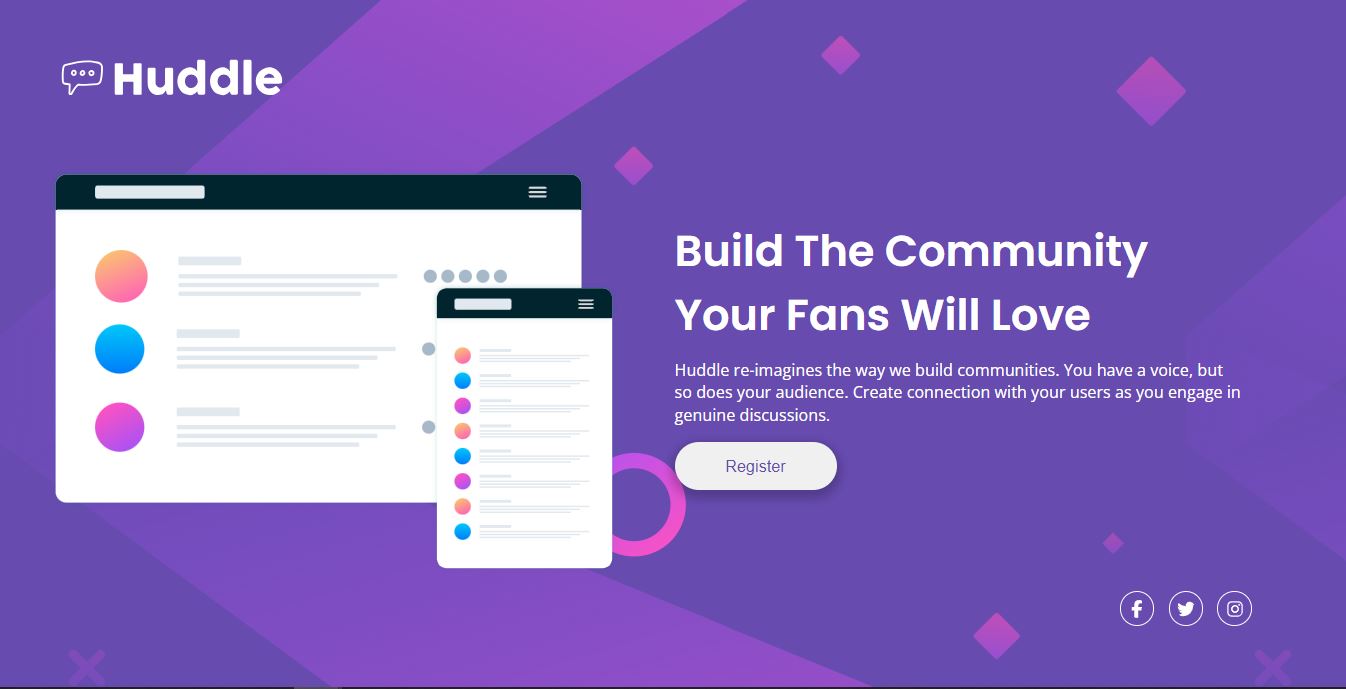 Huddle
Build The Community
Your Fans Will Love
Huddle re-imagines the way we build communities. You have a voice, but
so does your audience. Create connection with your users as you engage in
genuine discussions.
Register